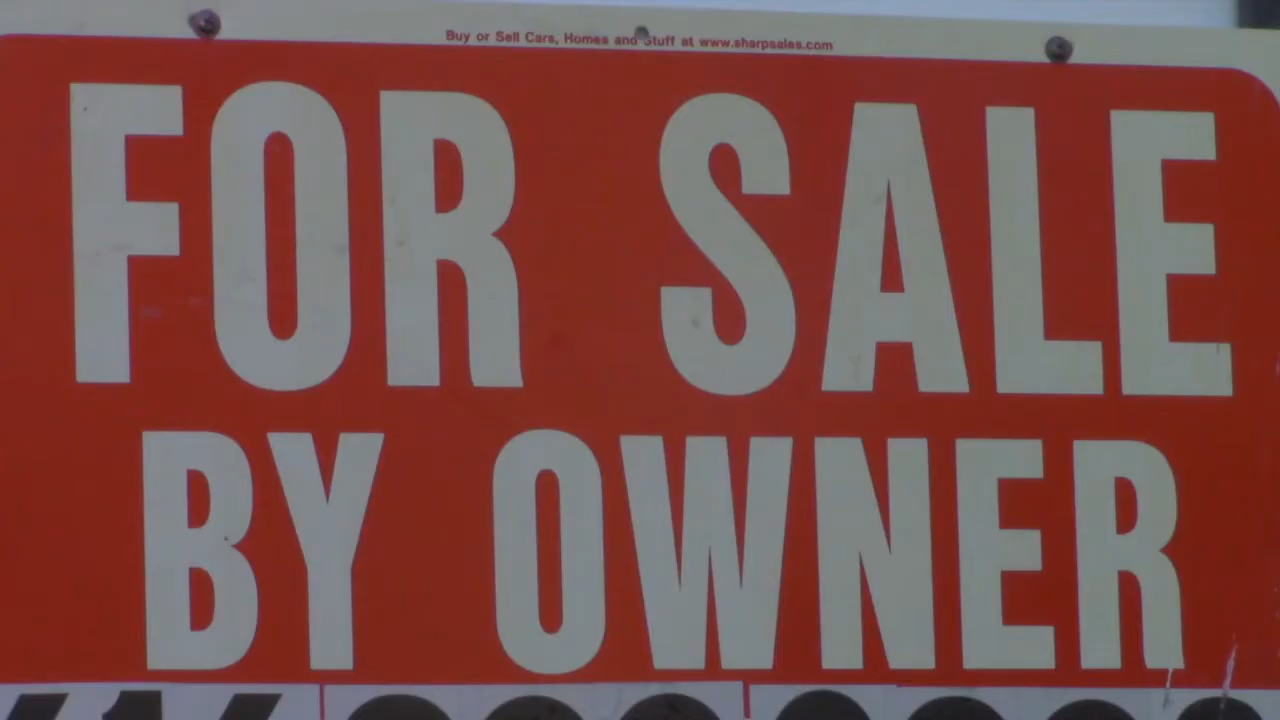 Buy or Sell Cars, Homes and Stuff at www.sharpsales.com
FOR SALE
BY OWNER